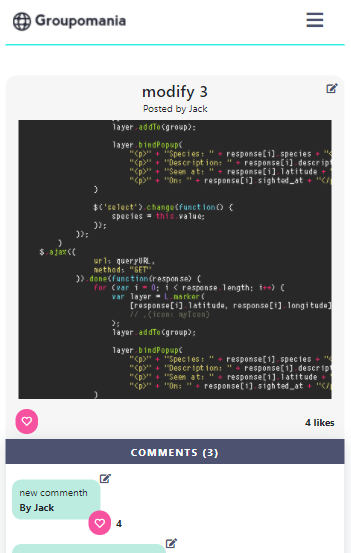 Groupomania
modify 3
Posted by Jack
layer.addTo(group);
layer.bindPopup(
"<p>" + "Species: " + response[i].species + "<
"<p>" + "Description: " + response[i].descript
"<p>" + "Seen at: " + response[i].latitude +
"<p>" + "On: " + response[i].sighted_at + "</p
)
$('select').change(function() {
species = this.value;
});
});
}
$.ajax({
url: queryURL,
method: "GET"
}).done(function(response) {
for (var i = 0; i < response.length; i++) {
var layer = L.marker(
[response[i].latitude, response[i].longitude]
// ,{icon: myIcon}
);
layer.addTo(group);
layer.bindPopup(
"<p>" + "Species: " + response[i].species + "<
"<p>" + "Description: " + response[i].descript
"<p>" + "Seen at: " + response[i].latitude +
"<p>" + "On: " + response[i].sighted_at + "</p
)
4 likes
COMMENTS (3)
new commenth
By Jack
4